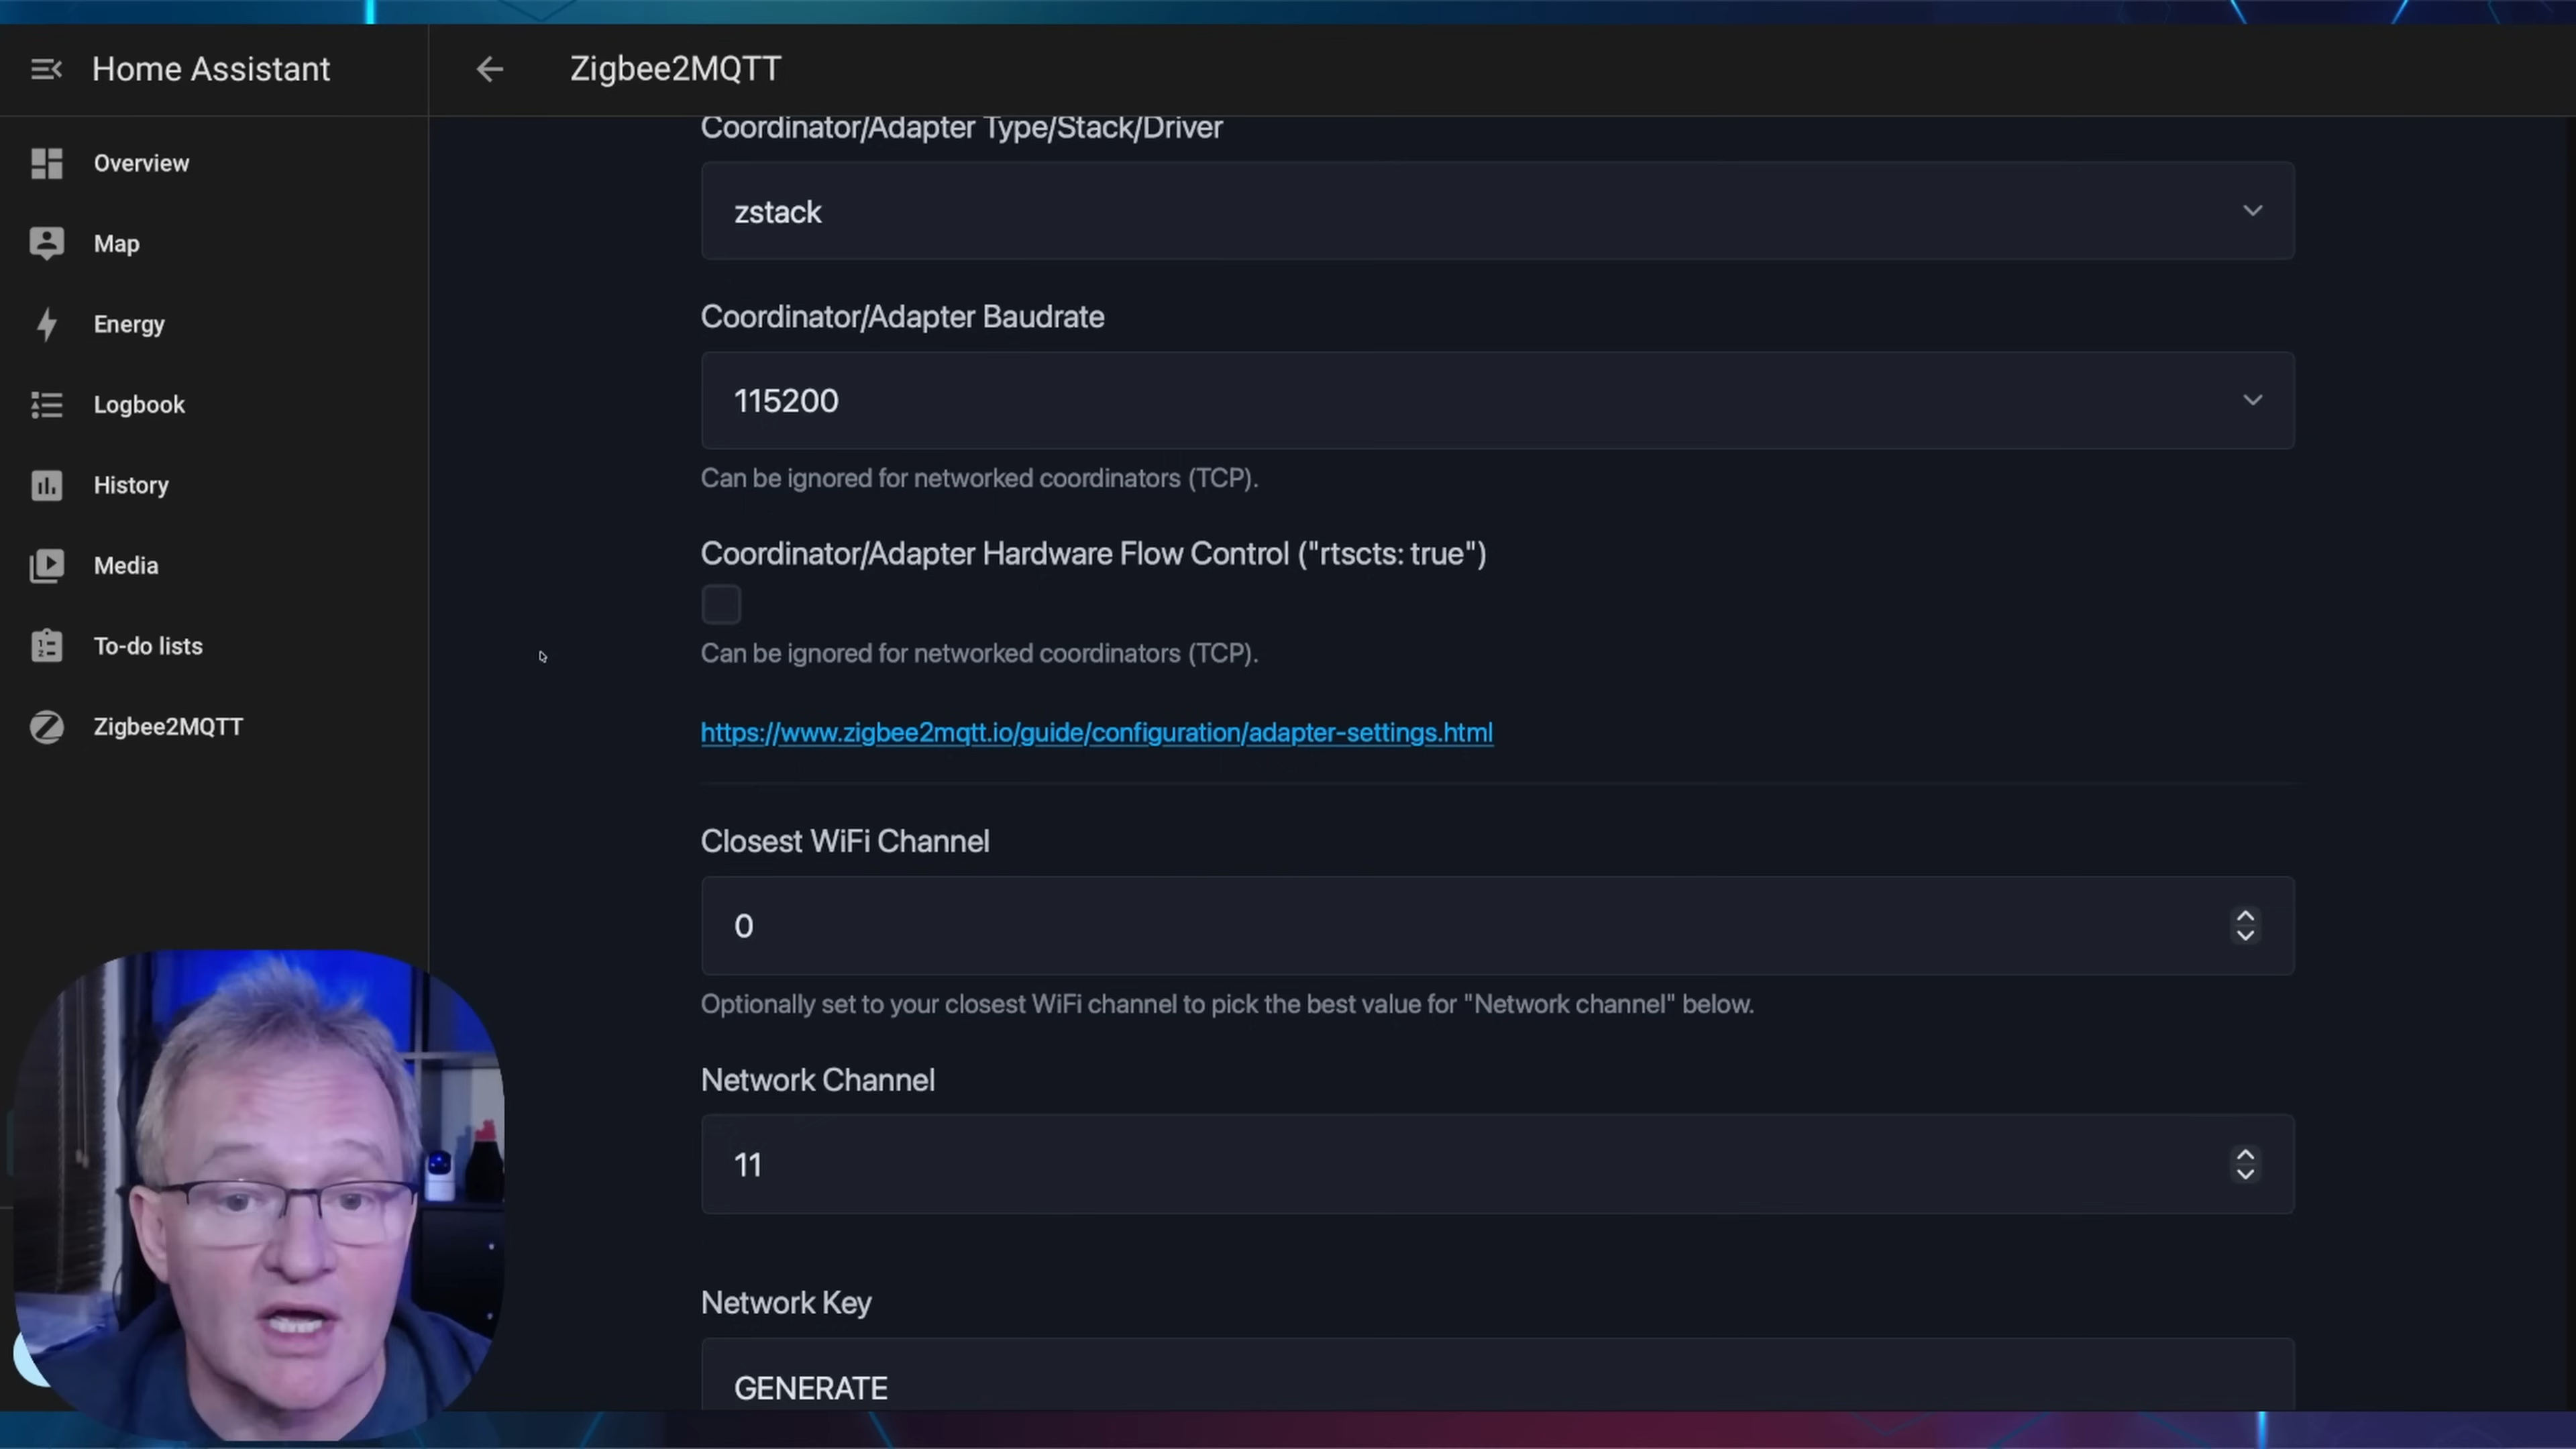 Home Assistant
Zigbee2MQTT
Overview
Map
Energy
Logbook
History
Media
To-do lists
Zigbee2MQTT
Coordinator/Adapter Type/Stack/Driver
zstack
Coordinator/Adapter Baudrate
115200
Can be ignored for networked coordinators (TCP).
Coordinator/Adapter Hardware Flow Control ("rtscts: true")
Can be ignored for networked coordinators (TCP).
https://www.zigbee2mqtt.io/guide/configuration/adapter-settings.html
Closest WiFi Channel
0
Optionally set to your closest WiFi channel to pick the best value for "Network channel" below.
Network Channel
11
Network Key
GENERATE